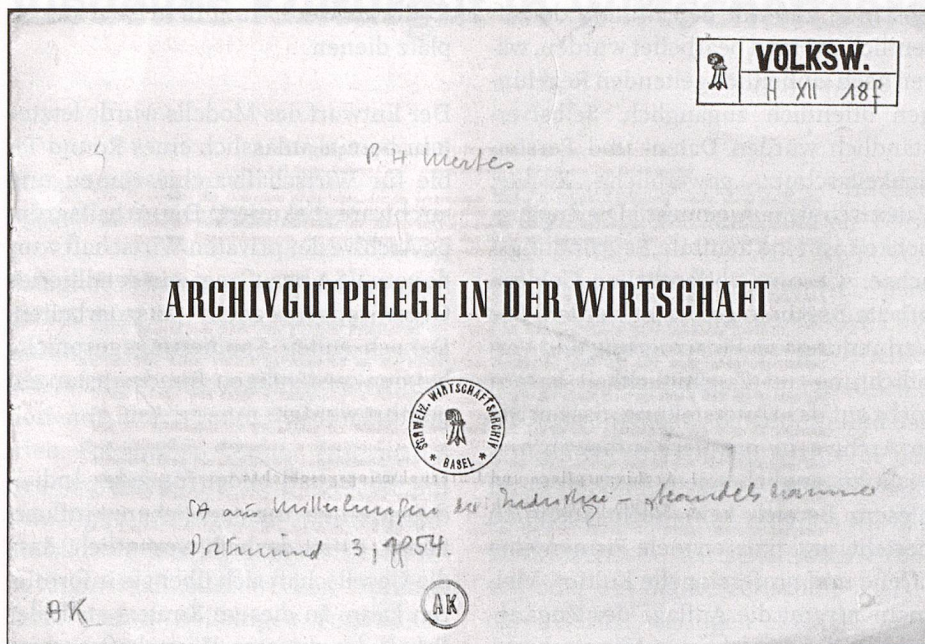 VOLKSW.
H XII 18f
P. H. Mertes
ARCHIVGUTPFLEGE IN DER WIRTSCHAFT
SCHWEIZ. WIRTSCHAFTSARCHIV
* BASEL *
SA aus Mitteilungen der Industrie- + Handelskammer
Dortmund 3, 1954.
AK
AK